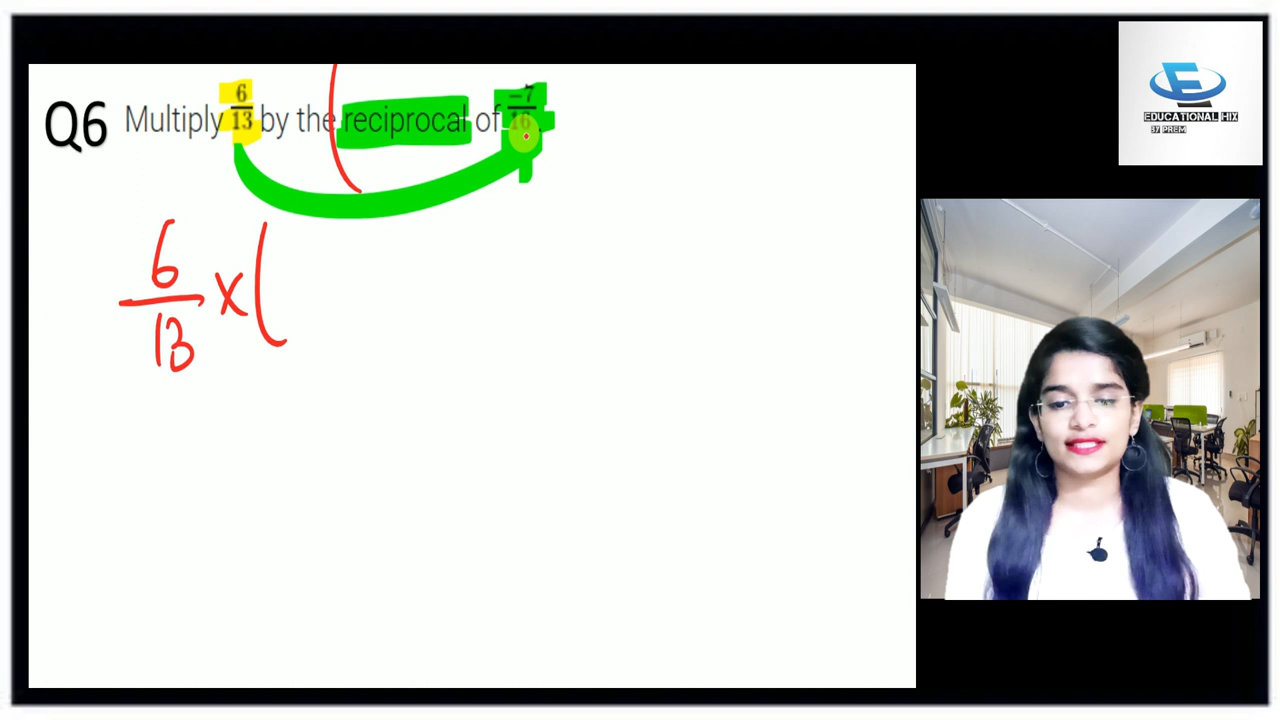 Q6 Multiply 6/13 by the reciprocal of -7/16.
6/13 × (
EDUCATIONAL HIX
BY PREM